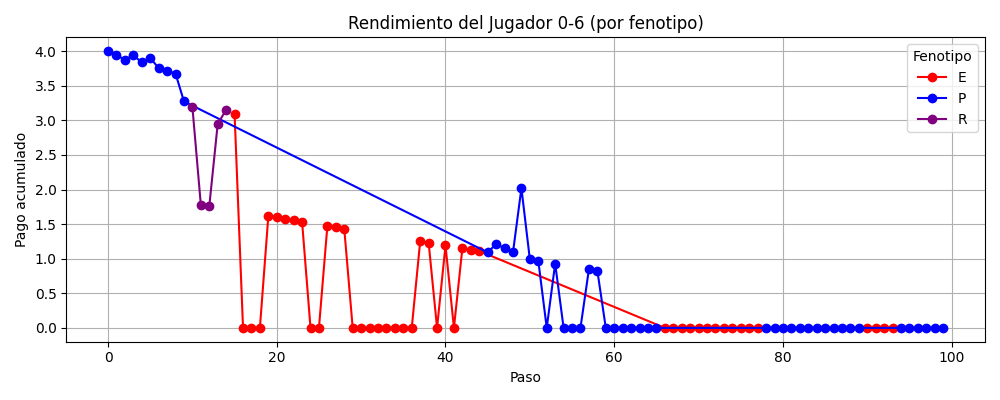 Rendimiento del Jugador 0-6 (por fenotipo)
Pago acumulado
4.0
3.5
3.0
2.5
2.0
1.5
1.0
0.5
0.0
Fenotipo
E
P
R
0 20 40 60 80 100
Paso